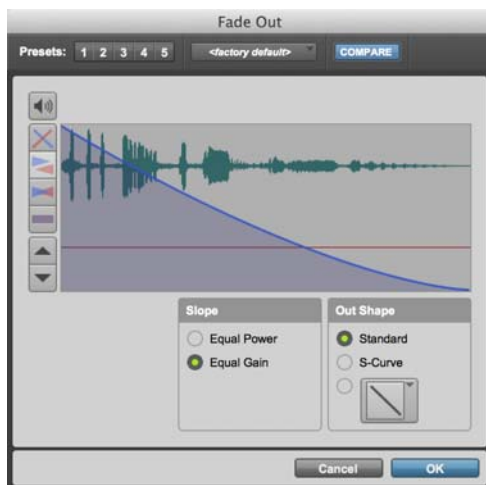 Fade Out
Presets: 1 2 3 4 5 <factory default> COMPARE
Slope
Equal Power
Equal Gain
Out Shape
Standard
S-Curve
Cancel
OK